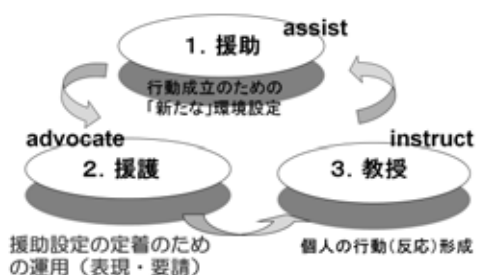 assist
1. 援助
行動成立のための
「新たな」環境設定
advocate
2. 援護
援助設定の定着のため
の運用（表現・要請）
instruct
3. 教授
個人の行動（反応）形成